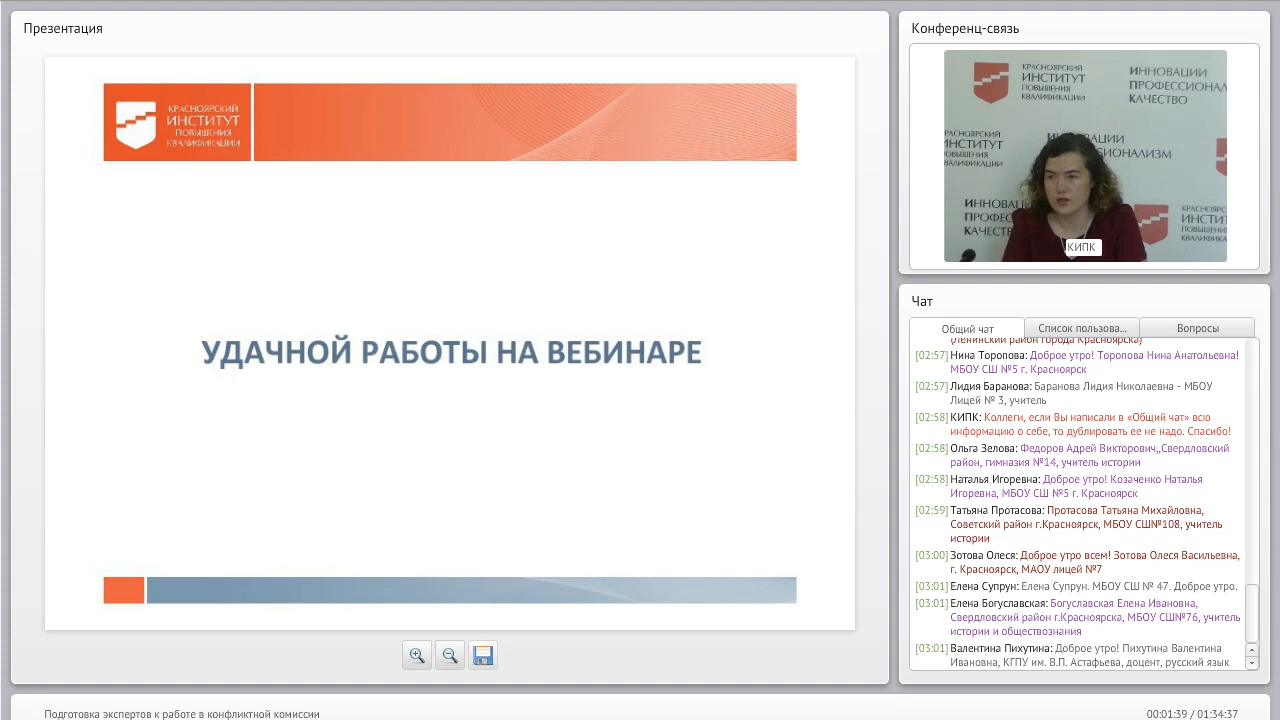 Презентация
КРАСНОЯРСКИЙ
ИНСТИТУТ
ПОВЫШЕНИЯ
КВАЛИФИКАЦИИ
УДАЧНОЙ РАБОТЫ НА ВЕБИНАРЕ
Конференц-связь
КРАСНОЯРСКИЙ
ИНСТИТУТ
ПОВЫШЕНИЯ
КВАЛИФИКАЦИИ
ИННОВАЦИИ
ПРОФЕССИОНАЛ
КАЧЕСТВО
КИПК
Чат
Общий чат
Список пользова...
Вопросы
(Ленинский район города Красноярска)
[02:57] Нина Торопова: Доброе утро! Торопова Нина Анатольевна!
МБОУ СШ №5 г. Красноярск
[02:57] Лидия Баранова: Баранова Лидия Николаевна - МБОУ
Лицей № 3, учитель
[02:58] КИПК: Коллеги, если Вы написали в «Общий чат» всю
информацию о себе, то дублировать ее не надо. Спасибо!
[02:58] Ольга Зелова: Федоров Адрей Викторович,,Свердловский
район, гимназия №14, учитель истории
[02:58] Наталья Игоревна: Доброе утро! Козаченко Наталья
Игоревна, МБОУ СШ №5 г. Красноярск
[02:59] Татьяна Протасова: Протасова Татьяна Михайловна,
Советский район г.Красноярск, МБОУ СШ№108, учитель
истории
[03:00] Зотова Олеся: Доброе утро всем! Зотова Олеся Васильевна,
г. Красноярск, МАОУ лицей №7
[03:01] Елена Супрун: Елена Супрун. МБОУ СШ № 47. Доброе утро.
[03:01] Елена Богуславская: Богуславская Елена Ивановна,
Свердловский район г.Красноярска, МБОУ СШ№76, учитель
истории и обществознания
[03:01] Валентина Пихутина: Доброе утро! Пихутина Валентина
Ивановна, КГПУ им. В.П. Астафьева, доцент, русский язык
Подготовка экспертов к работе в конфликтной комиссии
00:01:39 / 01:34:37